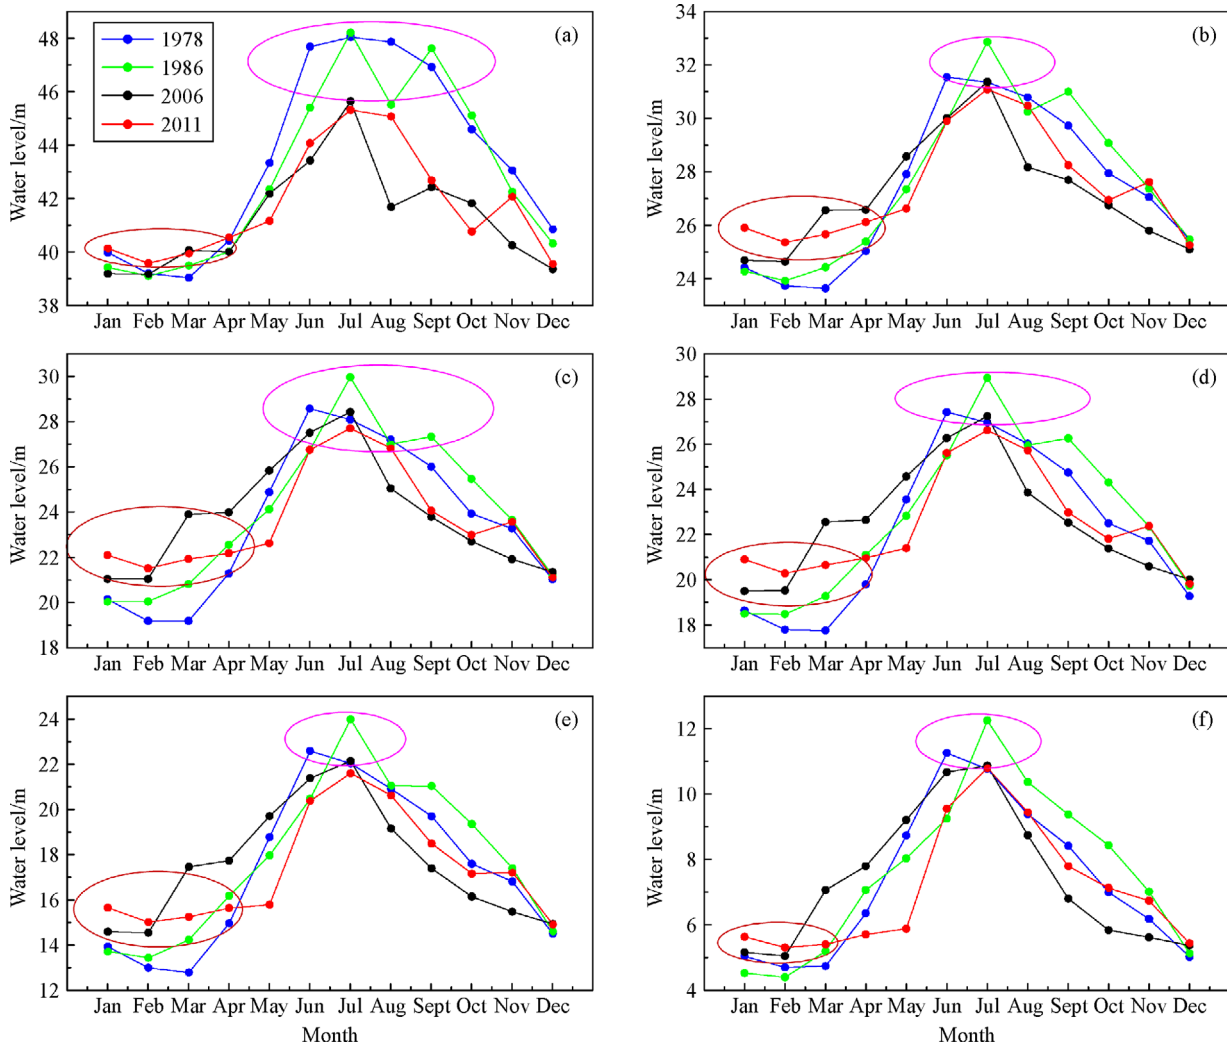 (a)
1978
1986
2006
2011
Water level/m
48
46
44
42
40
38
Jan Feb Mar Apr May Jun Jul Aug Sept Oct Nov Dec
(b)
Water level/m
34
32
30
28
26
24
Jan Feb Mar Apr May Jun Jul Aug Sept Oct Nov Dec
(c)
Water level/m
30
28
26
24
22
20
18
Jan Feb Mar Apr May Jun Jul Aug Sept Oct Nov Dec
(d)
Water level/m
30
28
26
24
22
20
18
Jan Feb Mar Apr May Jun Jul Aug Sept Oct Nov Dec
(e)
Water level/m
24
22
20
18
16
14
12
Jan Feb Mar Apr May Jun Jul Aug Sept Oct Nov Dec
Month
(f)
Water level/m
12
10
8
6
4
Jan Feb Mar Apr May Jun Jul Aug Sept Oct Nov Dec
Month